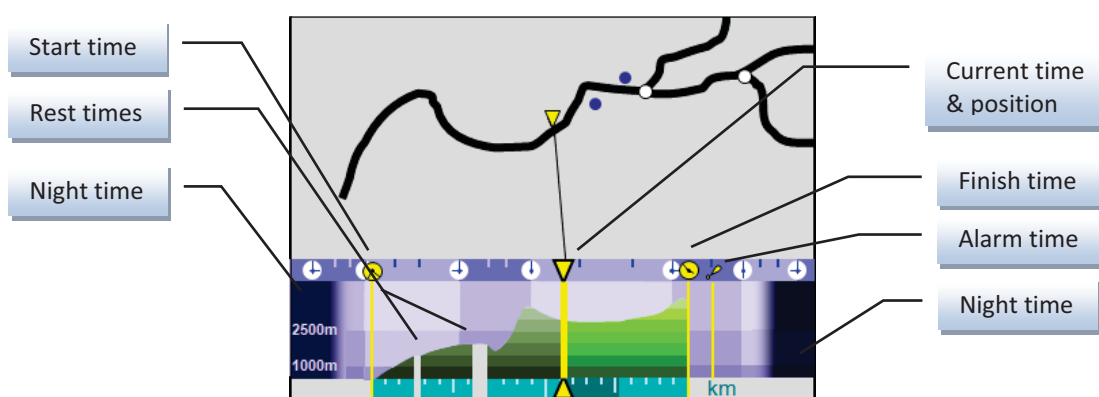 Start time
Rest times
Night time
Current time
& position
Finish time
Alarm time
Night time
2500m
1000m
km